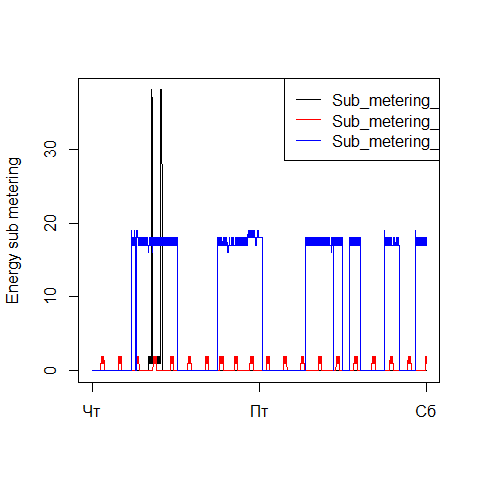 Sub_metering_
Sub_metering_
Sub_metering_
Energy sub metering
30
20
10
0
Чт Пт Сб